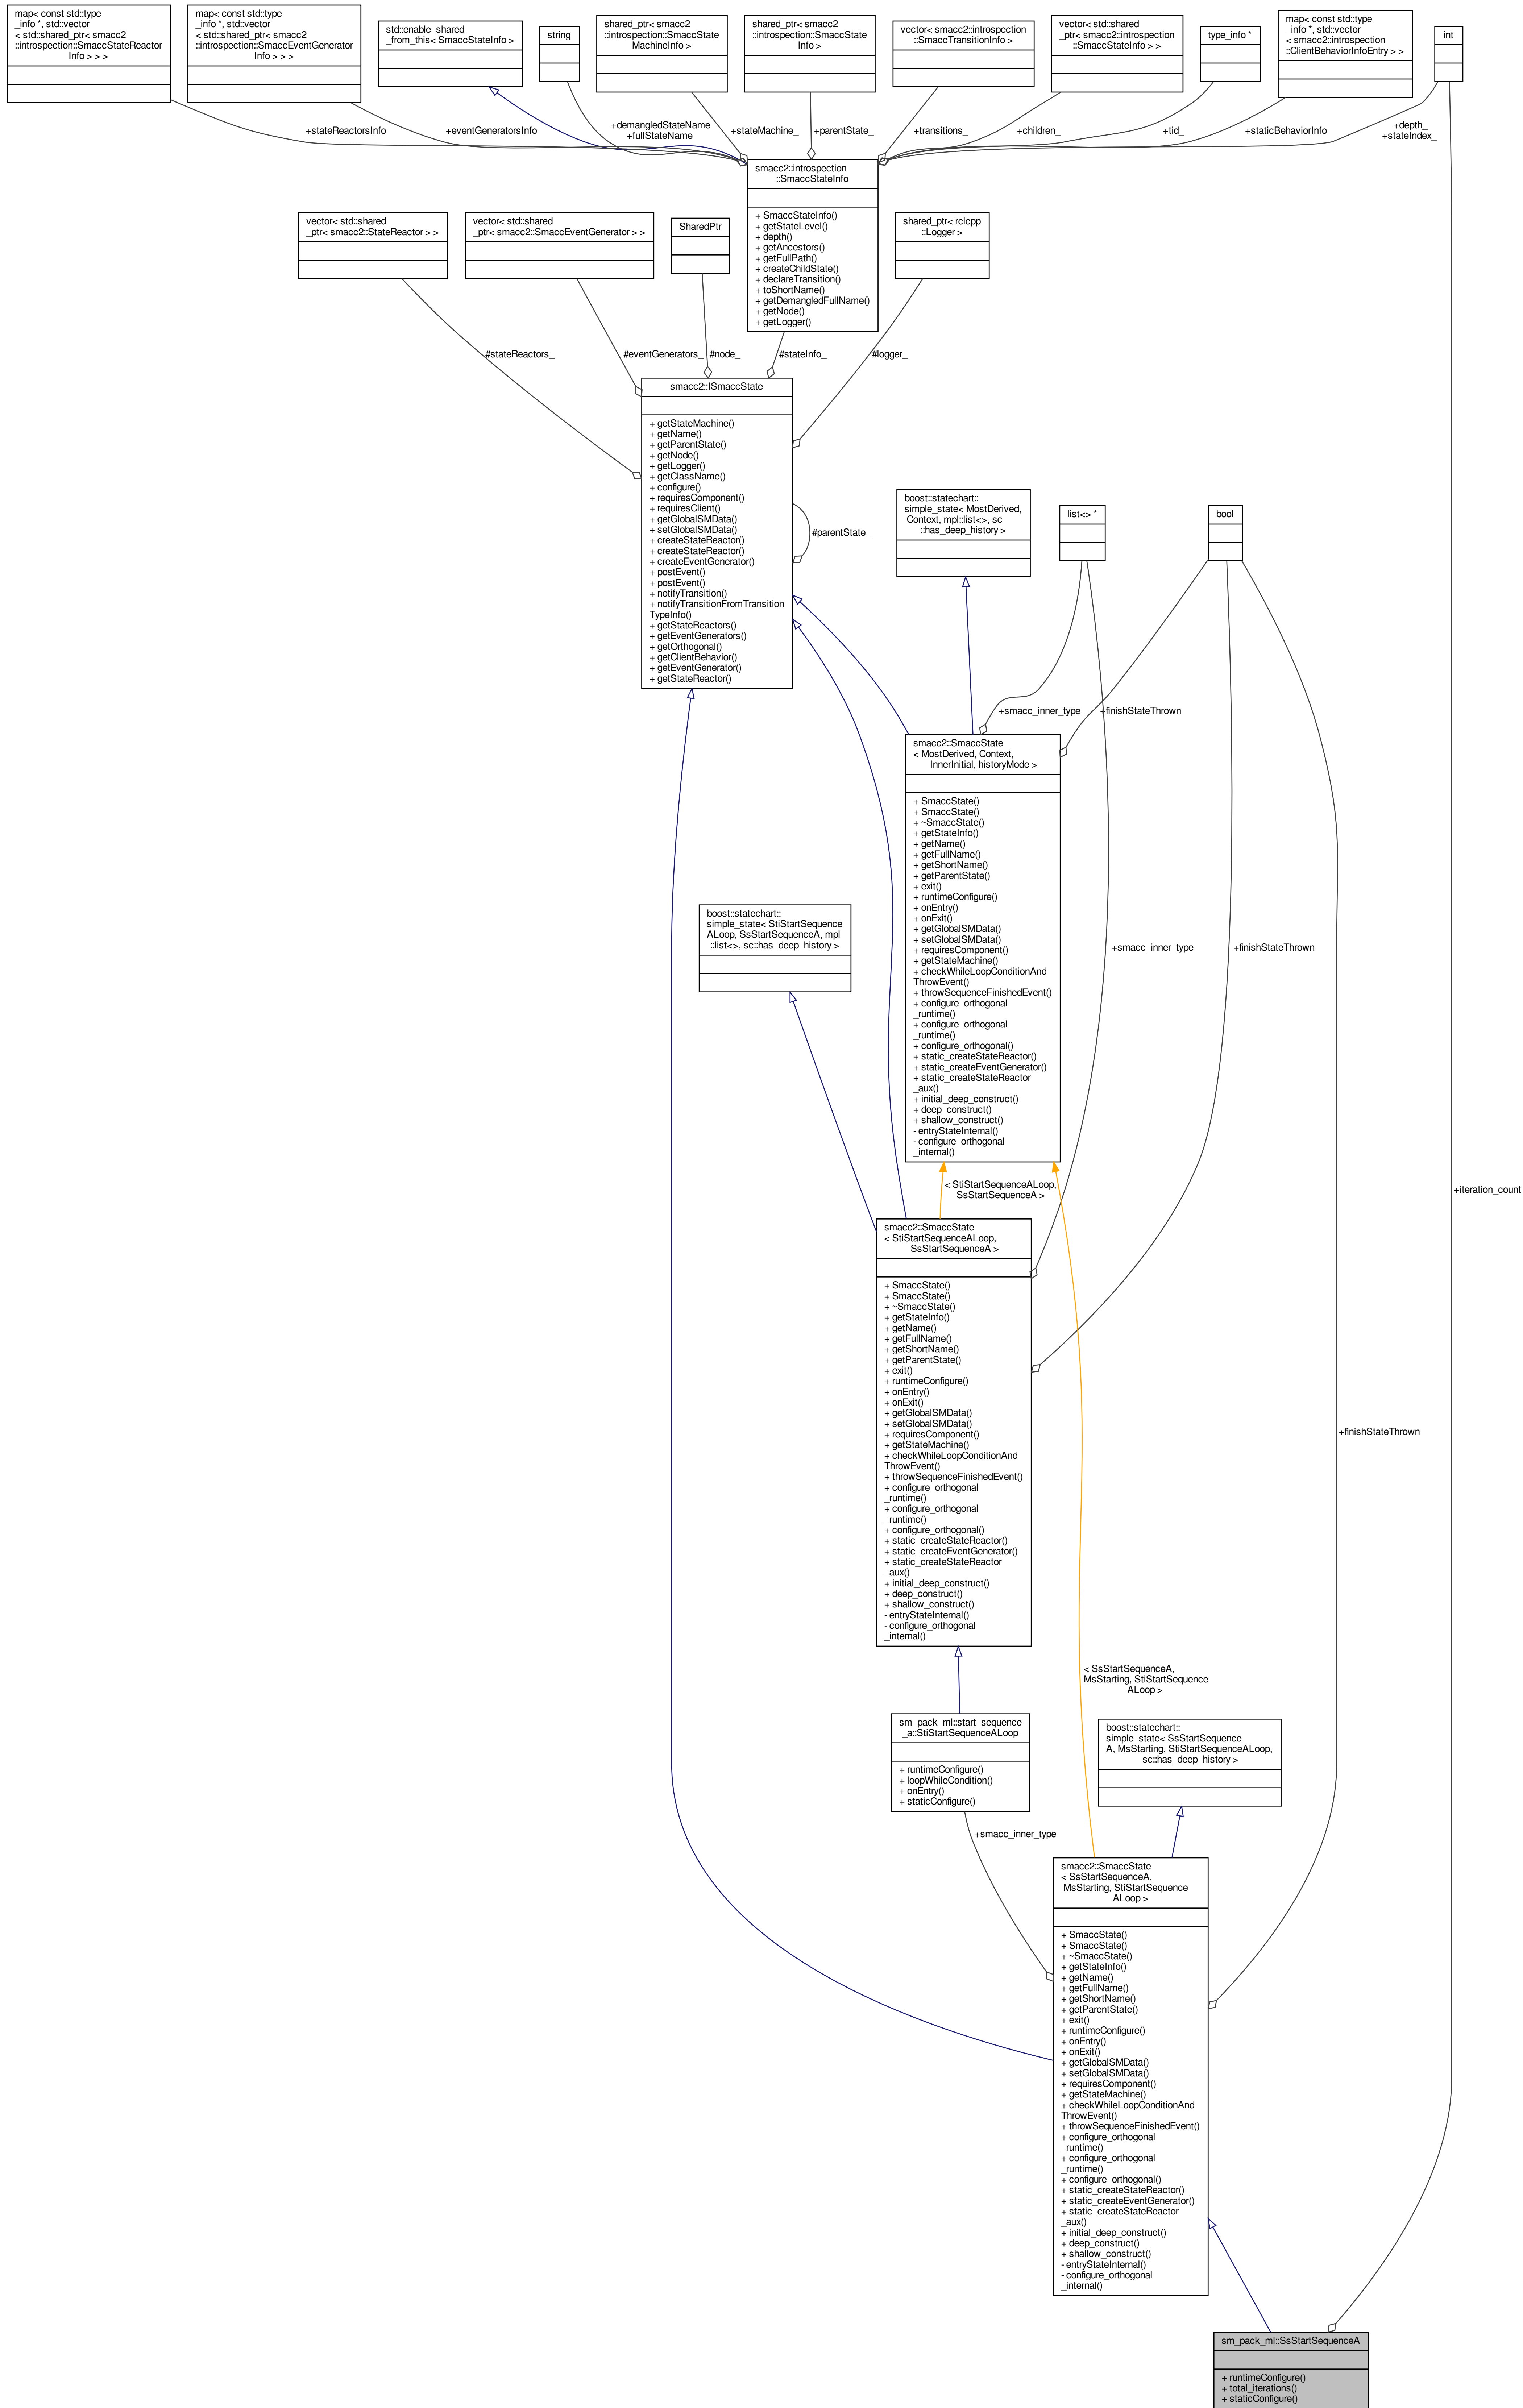 map< const std::type
_info *, std::vector
< std::shared_ptr< smacc2
::introspection::SmaccStateReactor
Info > > >
map< const std::type
_info *, std::vector
< std::shared_ptr< smacc2
::introspection::SmaccEventGenerator
Info > > >
std::enable_shared
_from_this< SmaccStateInfo >
string
shared_ptr< smacc2
::introspection::SmaccState
MachineInfo >
shared_ptr< smacc2
::introspection::SmaccState
Info >
vector< smacc2::introspection
::SmaccTransitionInfo >
vector< std::shared
_ptr< smacc2::introspection
::SmaccStateInfo > >
type_info *
map< const std::type
_info *, std::vector
< smacc2::introspection
::ClientBehaviorInfoEntry > >
int
+stateReactorsInfo
+eventGeneratorsInfo
+demangledStateName
+fullStateName
+stateMachine_
+parentState_
+transitions_
+children_
+tid_
+staticBehaviorInfo
+depth_
+stateIndex_
smacc2::introspection
::SmaccStateInfo
+ SmaccStateInfo()
+ getStateLevel()
+ depth()
+ getAncestors()
+ getFullPath()
+ createChildState()
+ declareTransition()
+ toShortName()
+ getDemangledFullName()
+ getNode()
+ getLogger()
vector< std::shared
_ptr< smacc2::StateReactor > >
vector< std::shared
_ptr< smacc2::SmaccEventGenerator > >
SharedPtr
shared_ptr< rclcpp
::Logger >
#stateReactors_
#eventGenerators_
#node_
#stateInfo_
#logger_
smacc2::ISmaccState
+ getStateMachine()
+ getName()
+ getParentState()
+ getNode()
+ getLogger()
+ getClassName()
+ configure()
+ requiresComponent()
+ requiresClient()
+ getGlobalSMData()
+ setGlobalSMData()
+ createStateReactor()
+ createStateReactor()
+ createEventGenerator()
+ postEvent()
+ postEvent()
+ notifyTransition()
+ notifyTransitionFromTransition
TypeInfo()
+ getStateReactors()
+ getEventGenerators()
+ getOrthogonal()
+ getClientBehavior()
+ getEventGenerator()
+ getStateReactor()
#parentState_
boost::statechart::
simple_state< MostDerived,
Context, mpl::list<>, sc
::has_deep_history >
list<> *
bool
+smacc_inner_type
+finishStateThrown
smacc2::SmaccState
< MostDerived, Context,
InnerInitial, historyMode >
+ SmaccState()
+ SmaccState()
+ ~SmaccState()
+ getStateInfo()
+ getName()
+ getFullName()
+ getShortName()
+ getParentState()
+ exit()
+ runtimeConfigure()
+ onEntry()
+ onExit()
+ getGlobalSMData()
+ setGlobalSMData()
+ requiresComponent()
+ getStateMachine()
+ checkWhileLoopConditionAnd
ThrowEvent()
+ throwSequenceFinishedEvent()
+ configure_orthogonal
_runtime()
+ configure_orthogonal
_runtime()
+ configure_orthogonal()
+ static_createStateReactor()
+ static_createEventGenerator()
+ static_createStateReactor
_aux()
+ initial_deep_construct()
+ deep_construct()
+ shallow_construct()
- entryStateInternal()
- configure_orthogonal
_internal()
boost::statechart::
simple_state< StiStartSequence
ALoop, SsStartSequenceA, mpl
::list<>, sc::has_deep_history >
+smacc_inner_type
+finishStateThrown
< StiStartSequenceALoop,
SsStartSequenceA >
+iteration_count
smacc2::SmaccState
< StiStartSequenceALoop,
SsStartSequenceA >
+ SmaccState()
+ SmaccState()
+ ~SmaccState()
+ getStateInfo()
+ getName()
+ getFullName()
+ getShortName()
+ getParentState()
+ exit()
+ runtimeConfigure()
+ onEntry()
+ onExit()
+ getGlobalSMData()
+ setGlobalSMData()
+ requiresComponent()
+ getStateMachine()
+ checkWhileLoopConditionAnd
ThrowEvent()
+ throwSequenceFinishedEvent()
+ configure_orthogonal
_runtime()
+ configure_orthogonal
_runtime()
+ configure_orthogonal()
+ static_createStateReactor()
+ static_createEventGenerator()
+ static_createStateReactor
_aux()
+ initial_deep_construct()
+ deep_construct()
+ shallow_construct()
- entryStateInternal()
- configure_orthogonal
_internal()
+finishStateThrown
< SsStartSequenceA,
MsStarting, StiStartSequence
ALoop >
sm_pack_ml::start_sequence
_a::StiStartSequenceALoop
+ runtimeConfigure()
+ loopWhileCondition()
+ onEntry()
+ staticConfigure()
boost::statechart::
simple_state< SsStartSequence
A, MsStarting, StiStartSequenceALoop,
sc::has_deep_history >
+smacc_inner_type
smacc2::SmaccState
< SsStartSequenceA,
MsStarting, StiStartSequence
ALoop >
+ SmaccState()
+ SmaccState()
+ ~SmaccState()
+ getStateInfo()
+ getName()
+ getFullName()
+ getShortName()
+ getParentState()
+ exit()
+ runtimeConfigure()
+ onEntry()
+ onExit()
+ getGlobalSMData()
+ setGlobalSMData()
+ requiresComponent()
+ getStateMachine()
+ checkWhileLoopConditionAnd
ThrowEvent()
+ throwSequenceFinishedEvent()
+ configure_orthogonal
_runtime()
+ configure_orthogonal
_runtime()
+ configure_orthogonal()
+ static_createStateReactor()
+ static_createEventGenerator()
+ static_createStateReactor
_aux()
+ initial_deep_construct()
+ deep_construct()
+ shallow_construct()
- entryStateInternal()
- configure_orthogonal
_internal()
sm_pack_ml::SsStartSequenceA
+ runtimeConfigure()
+ total_iterations()
+ staticConfigure()